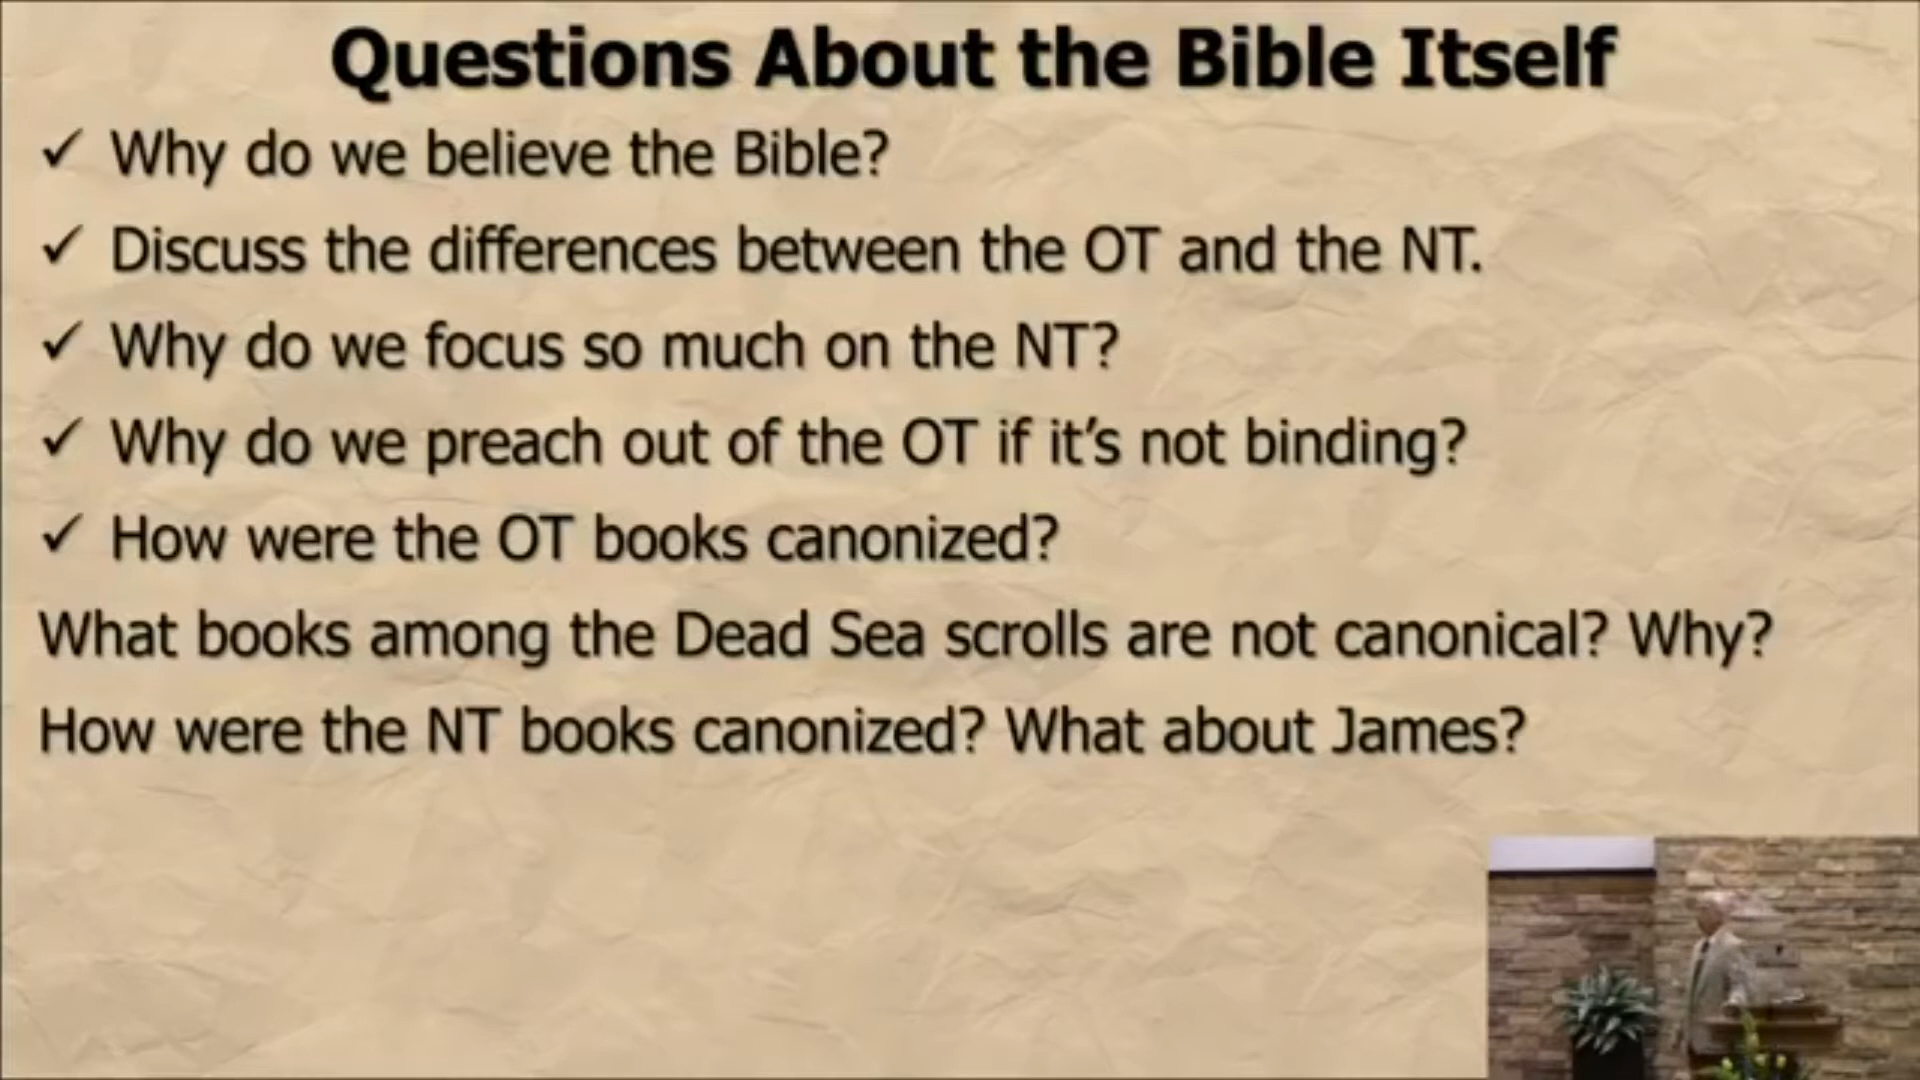 Questions About the Bible Itself
✓ Why do we believe the Bible?
✓ Discuss the differences between the OT and the NT.
✓ Why do we focus so much on the NT?
✓ Why do we preach out of the OT if it’s not binding?
✓ How were the OT books canonized?
What books among the Dead Sea scrolls are not canonical? Why?
How were the NT books canonized? What about James?